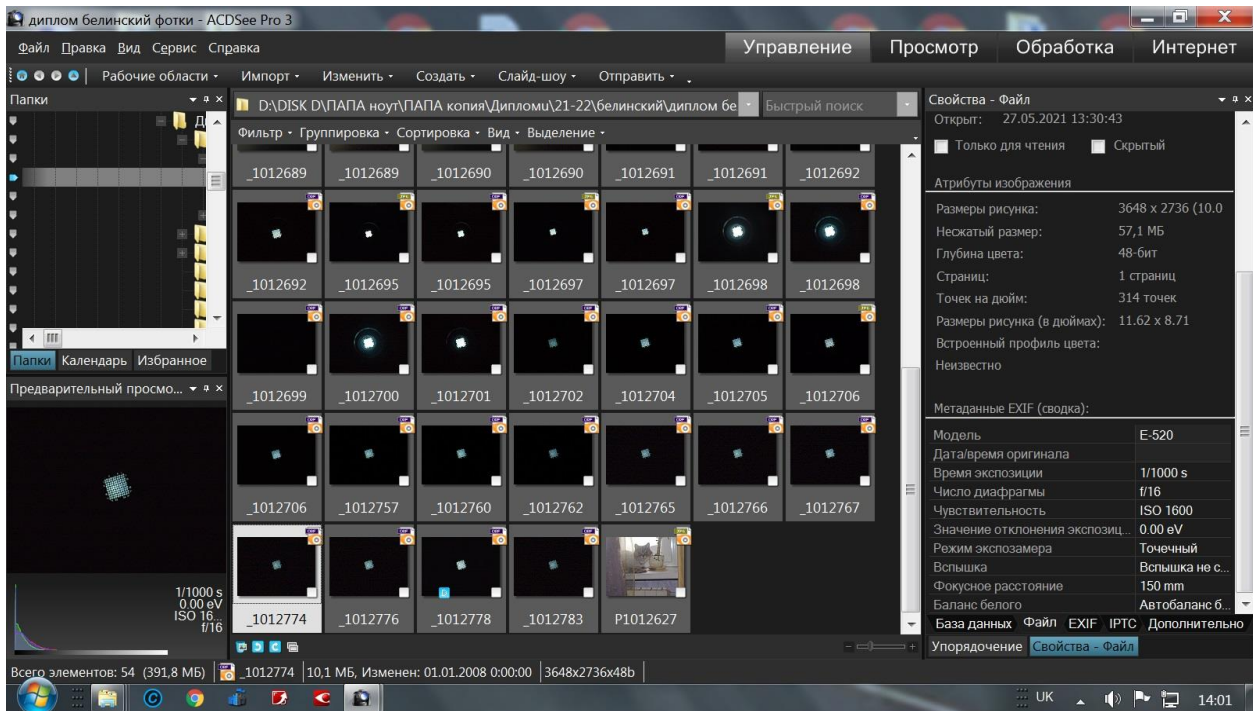 диплом белинский фотки - ACDSee Pro 3
Файл Правка Вид Сервис Справка
Управление Просмотр Обработка Интернет
Рабочие области Импорт Изменить Создать Слайд-шоу Отправить
Папки
D:\DISK D\ПАПА ноут\ПАПА копия\Дипломи\21-22\белинский\диплом бе
Быстрый поиск
Фильтр Группировка Сортировка Вид Выделение
_1012689 _1012689 _1012690 _1012690 _1012691 _1012691 _1012692
_1012692 _1012695 _1012695 _1012697 _1012697 _1012698 _1012698
_1012699 _1012700 _1012701 _1012702 _1012704 _1012705 _1012706
_1012706 _1012757 _1012760 _1012762 _1012765 _1012766 _1012767
_1012774 _1012776 _1012778 _1012783 P1012627
Папки Календарь Избранное
Предварительный просмо...
1/1000 s
0.00 eV
ISO 16...
f/16
Свойства - Файл
Открыт: 27.05.2021 13:30:43
Только для чтения Скрытый
Атрибуты изображения
Размеры рисунка: 3648 x 2736 (10.0
Несжатый размер: 57,1 МБ
Глубина цвета: 48-бит
Страниц: 1 страниц
Точек на дюйм: 314 точек
Размеры рисунка (в дюймах): 11.62 x 8.71
Встроенный профиль цвета:
Неизвестно
Метаданные EXIF (сводка):
Модель E-520
Дата/время оригинала
Время экспозиции 1/1000 s
Число диафрагмы f/16
Чувствительность ISO 1600
Значение отклонения экспозиц... 0.00 eV
Режим экспозамера Точечный
Вспышка Вспышка не с...
Фокусное расстояние 150 mm
Баланс белого Автобаланс б...
База данных Файл EXIF IPTC Дополнительно
Упорядочение Свойства - Файл
Всего элементов: 54 (391,8 МБ) _1012774 10,1 МБ, Изменен: 01.01.2008 0:00:00 3648x2736x48b
UK 14:01